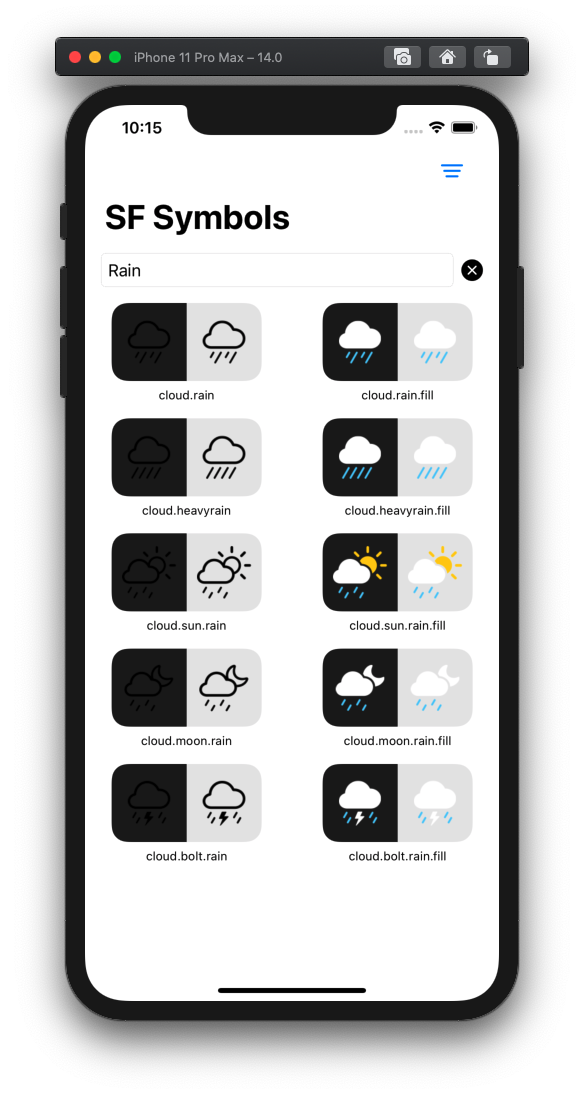 iPhone 11 Pro Max – 14.0
10:15
SF Symbols
Rain
cloud.rain
cloud.rain.fill
cloud.heavyrain
cloud.heavyrain.fill
cloud.sun.rain
cloud.sun.rain.fill
cloud.moon.rain
cloud.moon.rain.fill
cloud.bolt.rain
cloud.bolt.rain.fill